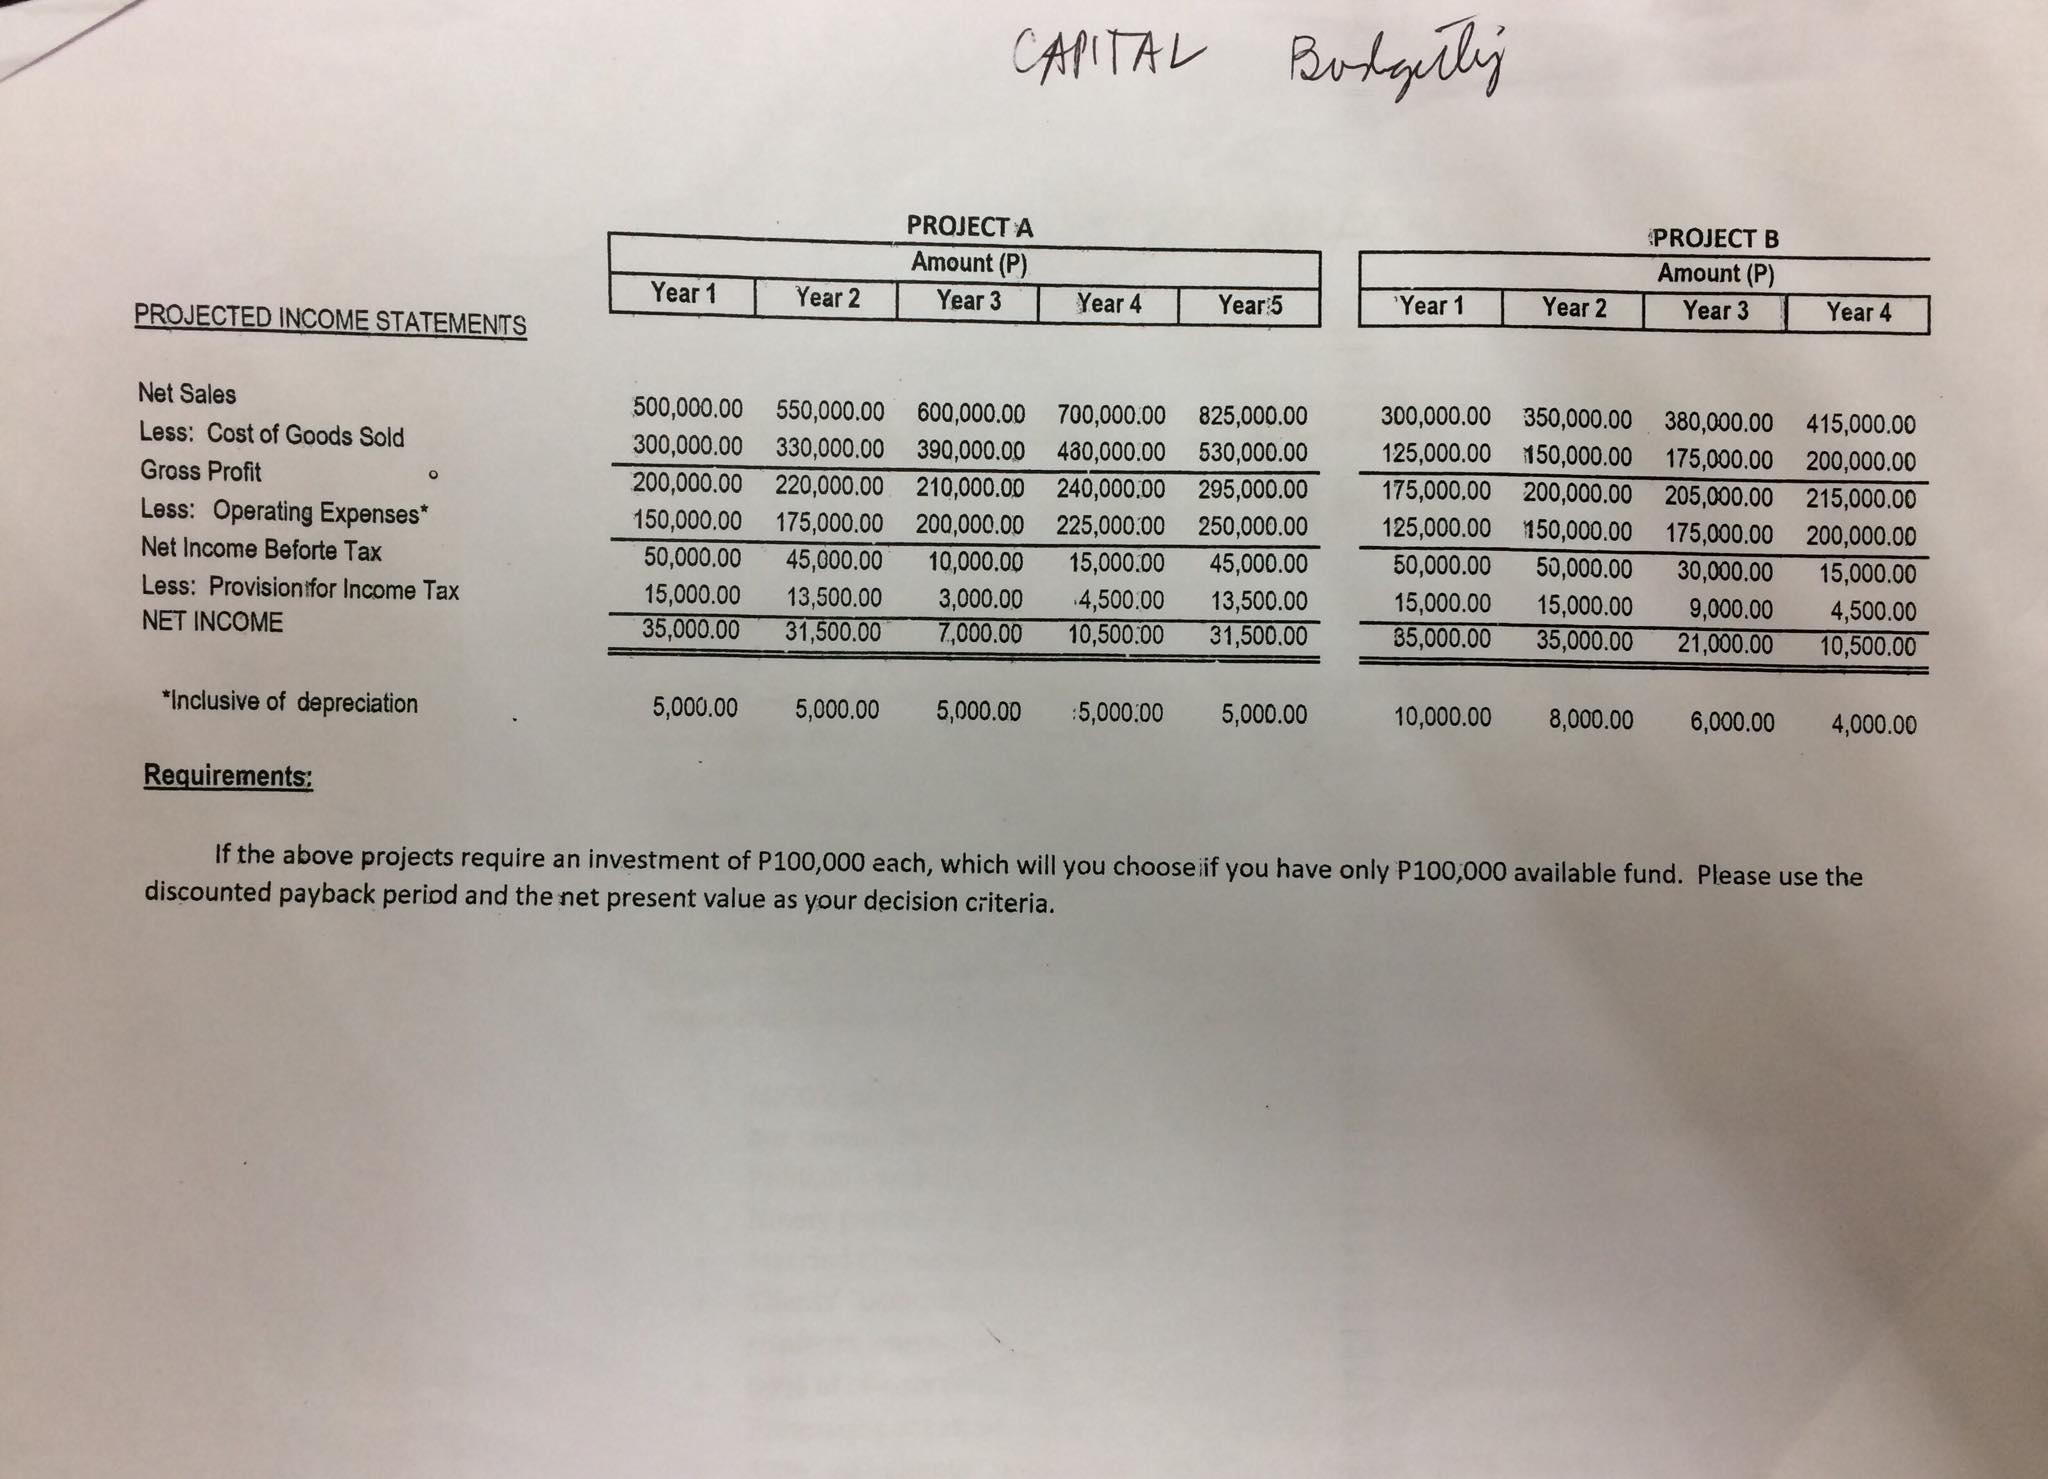 CAPITAL Budgeting
PROJECT A PROJECT B
Amount (P) Amount (P)
PROJECTED INCOME STATEMENTS Year 1 Year 2 Year 3 Year 4 Year 5 Year 1 Year 2 Year 3 Year 4
Net Sales 500,000.00 550,000.00 600,000.00 700,000.00 825,000.00 300,000.00 350,000.00 380,000.00 415,000.00
Less: Cost of Goods Sold 300,000.00 330,000.00 390,000.00 460,000.00 530,000.00 125,000.00 150,000.00 175,000.00 200,000.00
Gross Profit 200,000.00 220,000.00 210,000.00 240,000.00 295,000.00 175,000.00 200,000.00 205,000.00 215,000.00
Less: Operating Expenses* 150,000.00 175,000.00 200,000.00 225,000.00 250,000.00 125,000.00 150,000.00 175,000.00 200,000.00
Net Income Beforte Tax 50,000.00 45,000.00 10,000.00 15,000.00 45,000.00 50,000.00 50,000.00 30,000.00 15,000.00
Less: Provision for Income Tax 15,000.00 13,500.00 3,000.00 4,500.00 13,500.00 15,000.00 15,000.00 9,000.00 4,500.00
NET INCOME 35,000.00 31,500.00 7,000.00 10,500.00 31,500.00 35,000.00 35,000.00 21,000.00 10,500.00
*Inclusive of depreciation 5,000.00 5,000.00 5,000.00 5,000.00 5,000.00 10,000.00 8,000.00 6,000.00 4,000.00
Requirements:
If the above projects require an investment of P100,000 each, which will you choose if you have only P100,000 available fund. Please use the
discounted payback period and the net present value as your decision criteria.